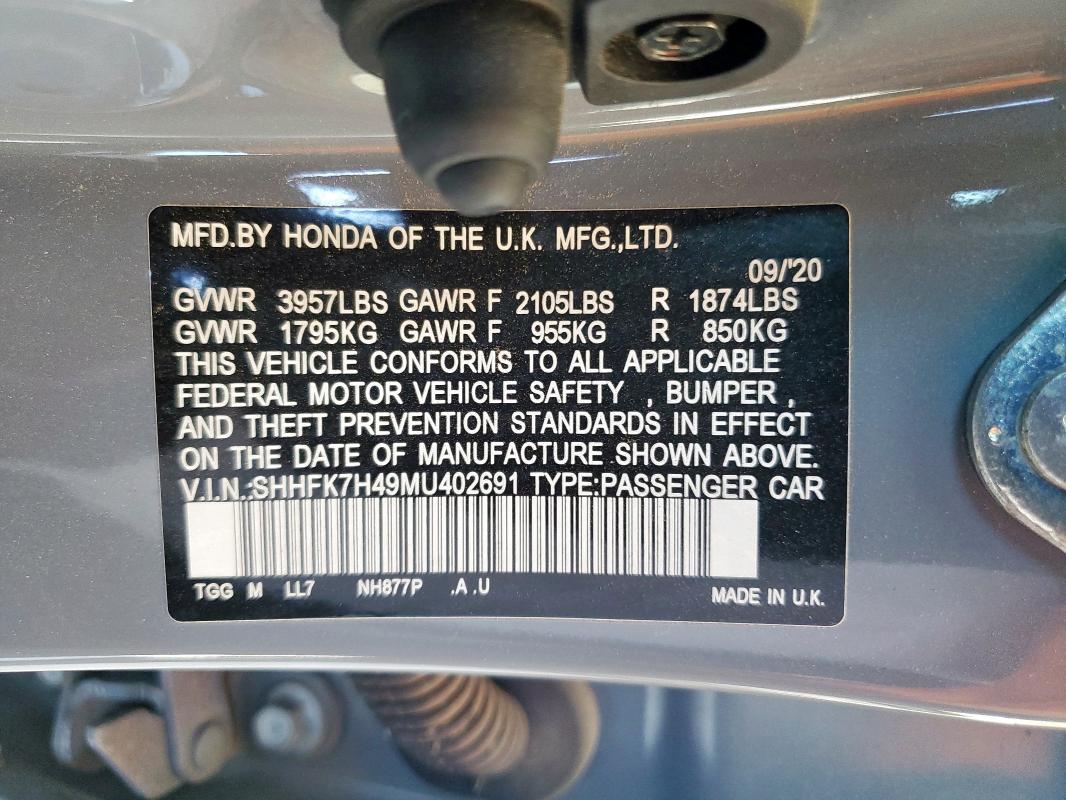 MFD.BY HONDA OF THE U.K. MFG.,LTD.
09/'20
GVWR 3957LBS GAWR F 2105LBS R 1874LBS
GVWR 1795KG GAWR F 955KG R 850KG
THIS VEHICLE CONFORMS TO ALL APPLICABLE
FEDERAL MOTOR VEHICLE SAFETY , BUMPER ,
AND THEFT PREVENTION STANDARDS IN EFFECT
ON THE DATE OF MANUFACTURE SHOWN ABOVE.
V.I.N.:SHHFK7H49MU402691 TYPE:PASSENGER CAR
TGG M LL7 NH877P .A .U MADE IN U.K.